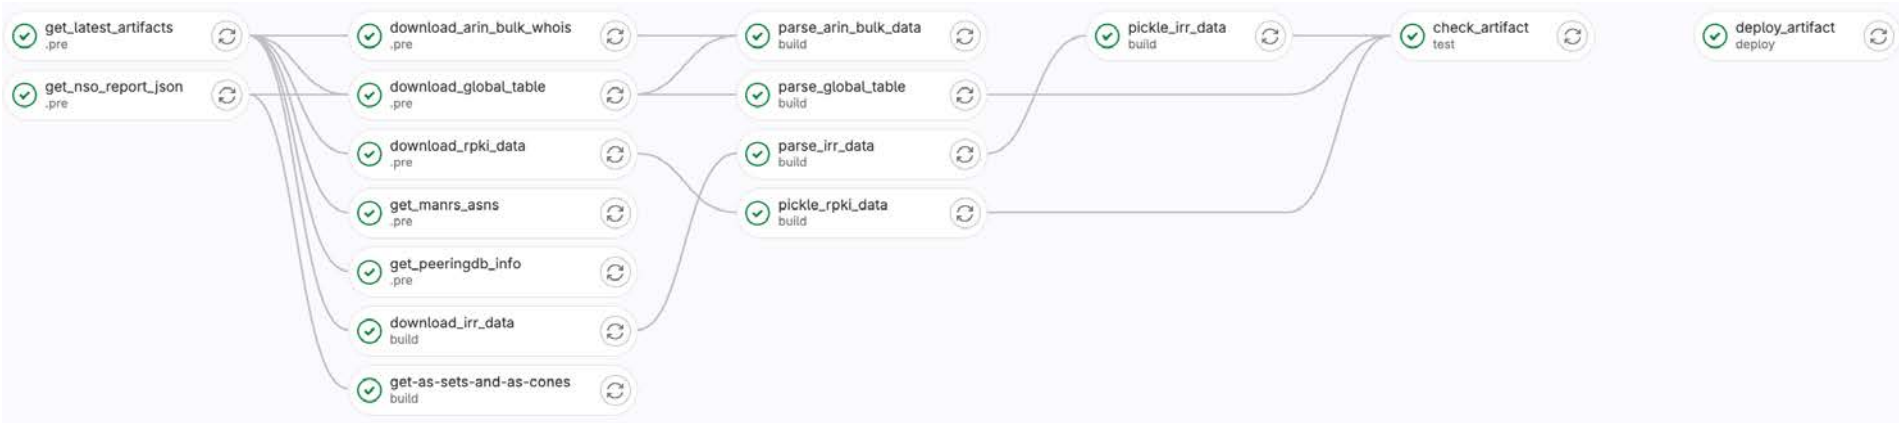 get_latest_artifacts
.pre
get_nso_report_json
.pre
download_arin_bulk_whois
.pre
download_global_table
.pre
download_rpki_data
.pre
get_manrs_asns
.pre
get_peeringdb_info
.pre
download_irr_data
build
get-as-sets-and-as-cones
build
parse_arin_bulk_data
build
parse_global_table
build
parse_irr_data
build
pickle_rpki_data
build
pickle_irr_data
build
check_artifact
test
deploy_artifact
deploy